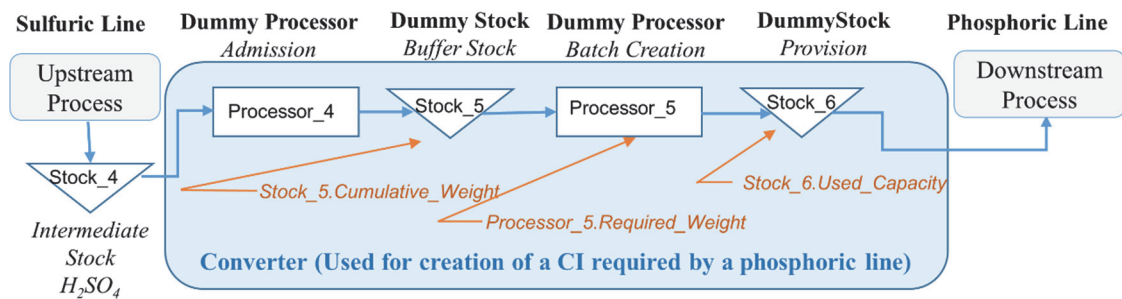 Sulfuric Line
Dummy Processor
Admission
Dummy Stock
Buffer Stock
Dummy Processor
Batch Creation
DummyStock
Provision
Phosphoric Line
Upstream
Process
Downstream
Process
Processor_4
Stock_5
Processor_5
Stock_6
Stock_4
Stock_5.Cumulative_Weight
Stock_6.Used_Capacity
Processor_5.Required_Weight
Intermediate
Stock
H₂SO₄
Converter (Used for creation of a CI required by a phosphoric line)